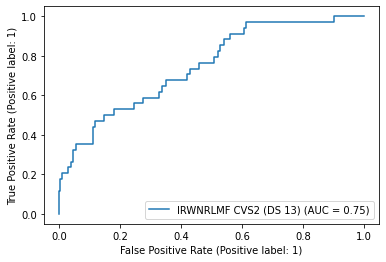 1.0
0.8
0.6
0.4
0.2
0.0
True Positive Rate (Positive label: 1)
IRWNRLMF CVS2 (DS 13) (AUC = 0.75)
0.0 0.2 0.4 0.6 0.8 1.0
False Positive Rate (Positive label: 1)